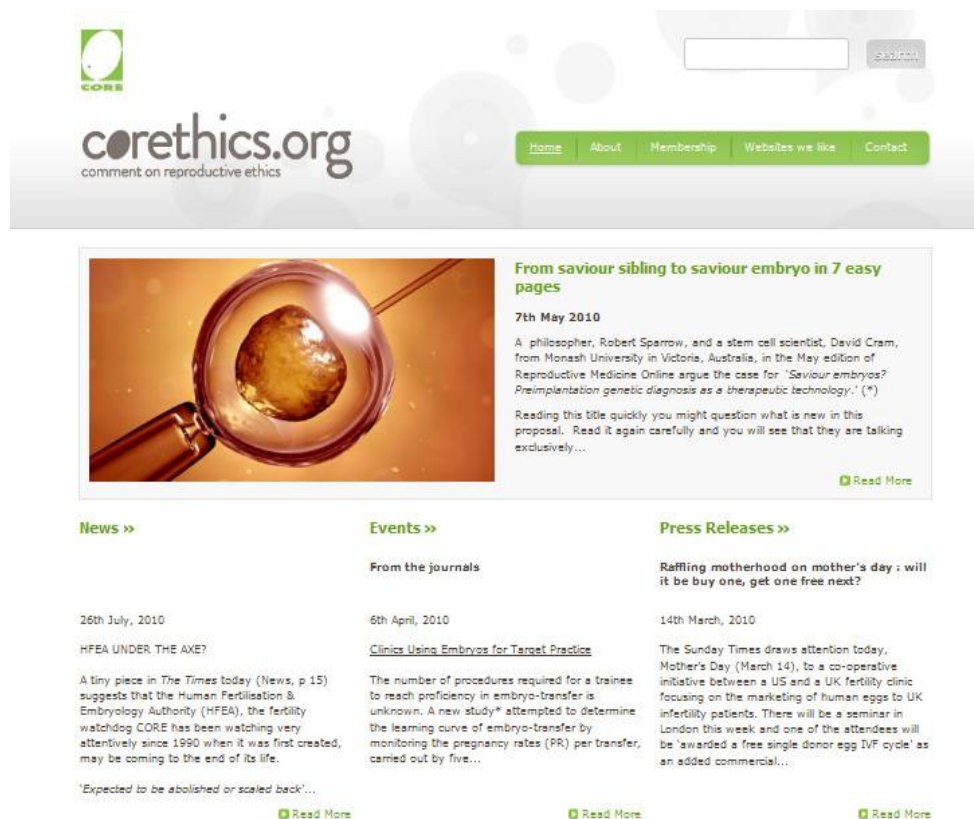 CORE
search
corethics.org
comment on reproductive ethics
Home About Membership Websites we like Contact
From saviour sibling to saviour embryo in 7 easy
pages
7th May 2010
A philosopher, Robert Sparrow, and a stem cell scientist, David Cram,
from Monash University in Victoria, Australia, in the May edition of
Reproductive Medicine Online argue the case for 'Saviour embryos?
Preimplantation genetic diagnosis as a therapeutic technology.' (*)
Reading this title quickly you might question what is new in this
proposal. Read it again carefully and you will see that they are talking
exclusively...
Read More
News »
26th July, 2010
HFEA UNDER THE AXE?
A tiny piece in The Times today (News, p 15)
suggests that the Human Fertilisation &
Embryology Authority (HFEA), the fertility
watchdog CORE has been watching very
attentively since 1990 when it was first created,
may be coming to the end of its life.
'Expected to be abolished or scaled back'...
Read More
Events »
From the journals
6th April, 2010
Clinics Using Embryos for Target Practice
The number of procedures required for a trainee
to reach proficiency in embryo-transfer is
unknown. A new study* attempted to determine
the learning curve of embryo-transfer by
monitoring the pregnancy rates (PR) per transfer,
carried out by five...
Read More
Press Releases »
Raffling motherhood on mother's day : will
it be buy one, get one free next?
14th March, 2010
The Sunday Times draws attention today,
Mother's Day (March 14), to a co-operative
initiative between a US and a UK fertility clinic
focusing on the marketing of human eggs to UK
infertility patients. There will be a seminar in
London this week and one of the attendees will
be 'awarded a free single donor egg IVF cycle' as
an added commercial...
Read More